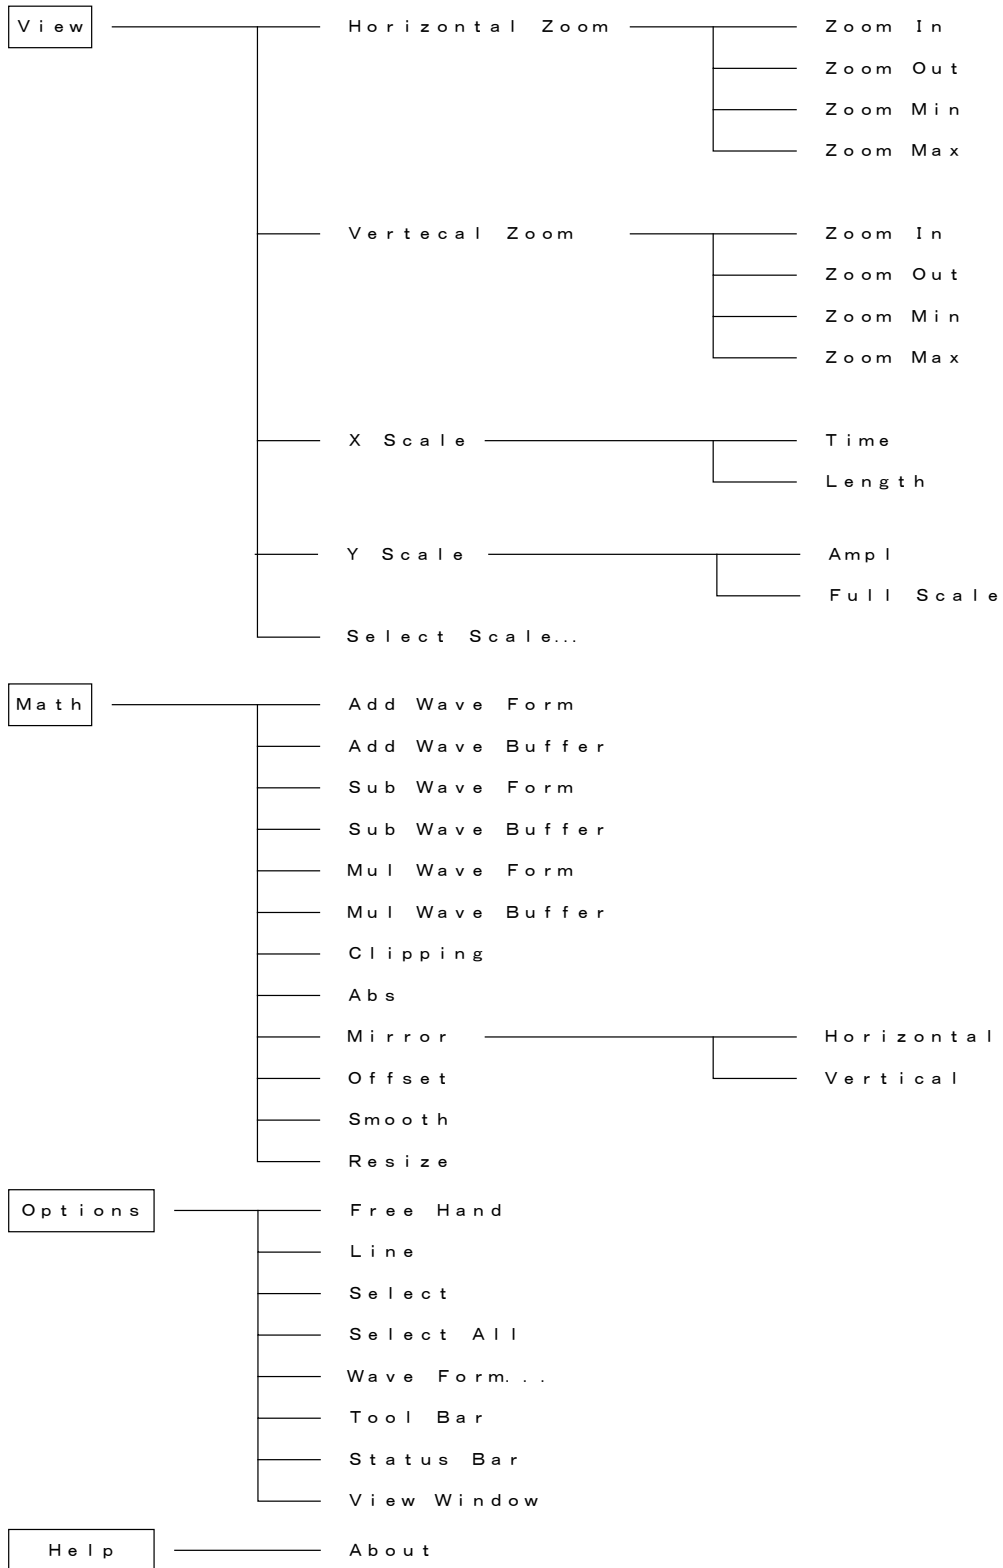 View Horizontal Zoom Zoom In
Zoom Out
Zoom Min
Zoom Max
Vertecal Zoom Zoom In
Zoom Out
Zoom Min
Zoom Max
X Scale Time
Length
Y Scale Ampl
Full Scale
Select Scale...
Math Add Wave Form
Add Wave Buffer
Sub Wave Form
Sub Wave Buffer
Mul Wave Form
Mul Wave Buffer
Clipping
Abs
Mirror Horizontal
Offset Vertical
Smooth
Resize
Options Free Hand
Line
Select
Select All
Wave Form...
Tool Bar
Status Bar
View Window
Help About